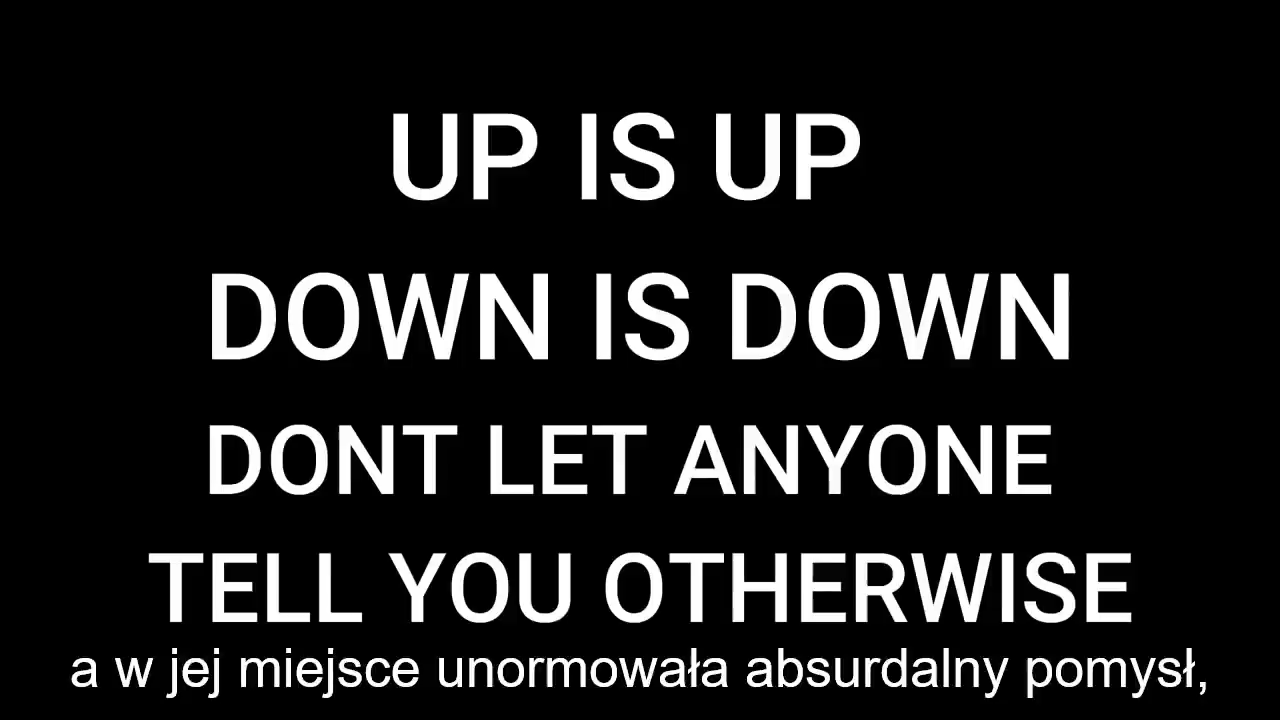 UP IS UP
DOWN IS DOWN
DONT LET ANYONE
TELL YOU OTHERWISE
a w jej miejsce unormowała absurdalny pomysł,